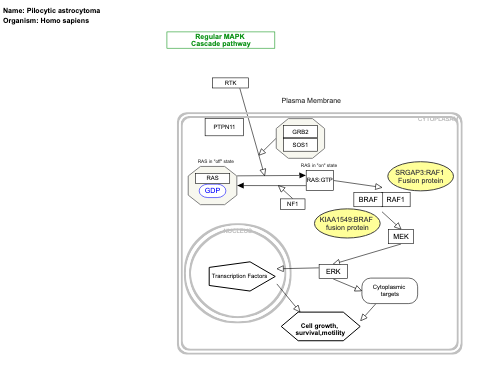 Name: Pilocytic astrocytoma
Organism: Homo sapiens
Regular MAPK
Cascade pathway
RTK
Plasma Membrane
CYTOPLASM
PTPN11
GRB2
SOS1
RAS in "off" state
RAS in "on" state
RAS
GDP
RAS:GTP
SRGAP3:RAF1
Fusion protein
NF1
BRAF
RAF1
KIAA1549:BRAF
fusion protein
MEK
NUCLEUS
ERK
Transcription Factors
Cytoplasmic
targets
Cell growth,
survival,motility